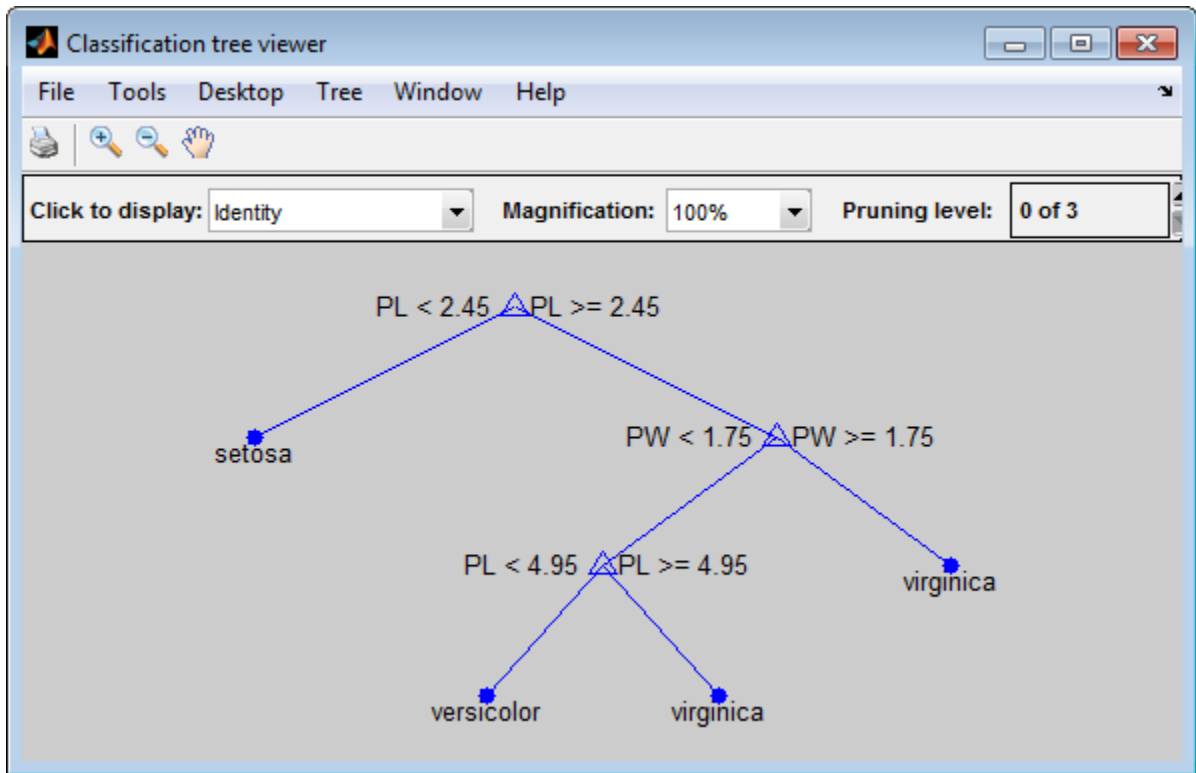 Classification tree viewer
File Tools Desktop Tree Window Help
Click to display: Identity Magnification: 100% Pruning level: 0 of 3
PL < 2.45 PL >= 2.45
setosa
PW < 1.75 PW >= 1.75
PL < 4.95 PL >= 4.95
virginica
versicolor virginica